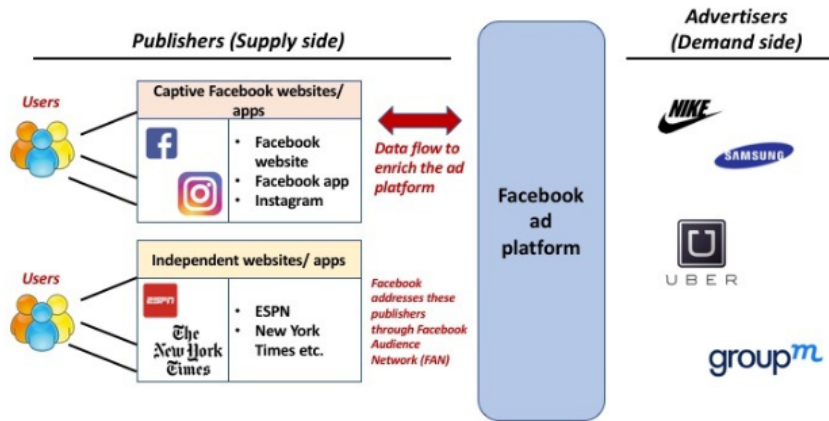 Publishers (Supply side)
Advertisers
(Demand side)
Users
Captive Facebook websites/
apps
f
• Facebook
website
• Facebook app
• Instagram
Data flow to
enrich the ad
platform
Facebook
ad
platform
NIKE
SAMSUNG
U
UBER
groupm
Users
Independent websites/ apps
ESPN
The
New York
Times
• ESPN
• New York
Times etc.
Facebook
addresses these
publishers
through Facebook
Audience
Network (FAN)